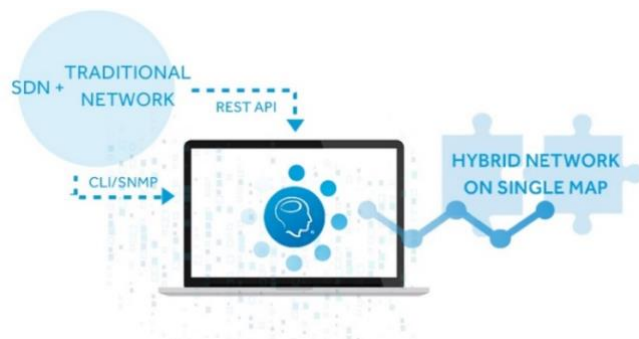 SDN + TRADITIONAL
NETWORK
REST API
CLI/SNMP
HYBRID NETWORK
ON SINGLE MAP